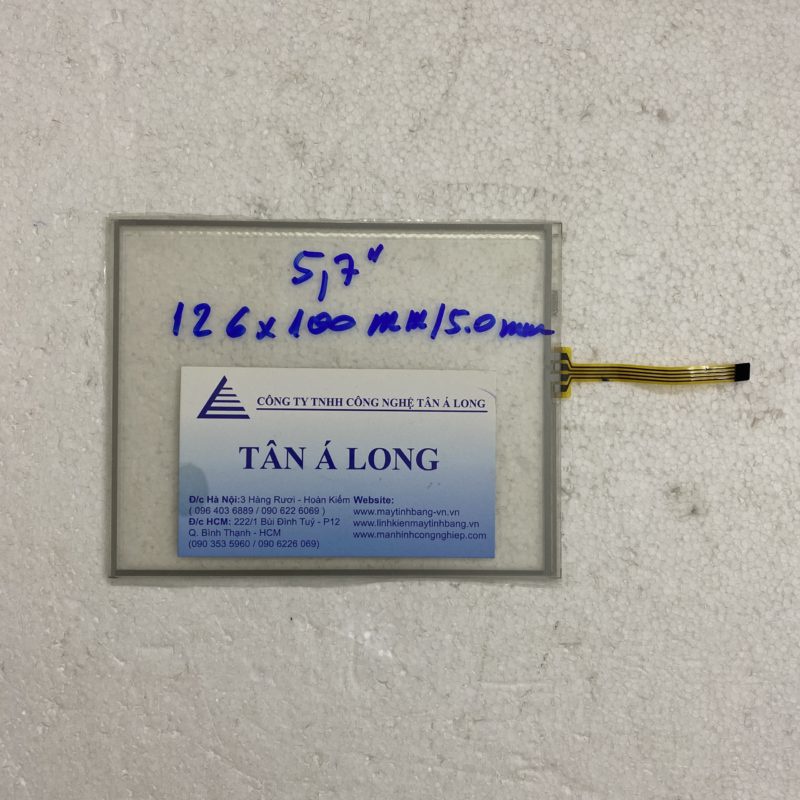 5,7"
126x100 mm/5.0mm
CÔNG TY TNHH CÔNG NGHỆ TÂN Á LONG
TÂN Á LONG
Đ/c Hà Nội:3 Hàng Rươi - Hoàn Kiếm
( 096 403 6889 / 090 622 6069 )
Đ/c HCM: 222/1 Bùi Đình Tuý - P12
Q. Bình Thạnh - HCM
(090 353 5960 / 090 6226 069)
Website:
www.maytinhbang-vn.vn
www.linhkienmaytinhbang.vn
www.manhinhcongnghiep.com